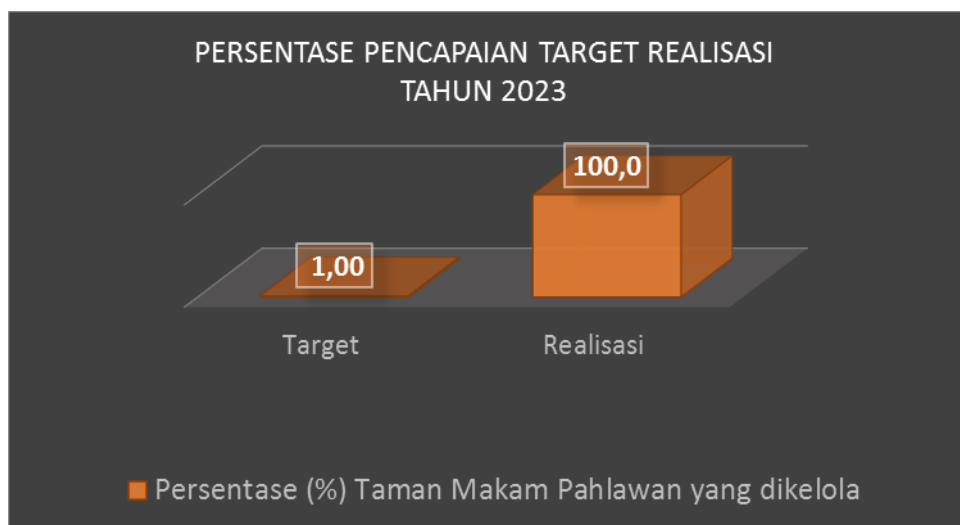 PERSENTASE PENCAPAIAN TARGET REALISASI
TAHUN 2023
100,0
1,00
Target
Realisasi
Persentase (%) Taman Makam Pahlawan yang dikelola